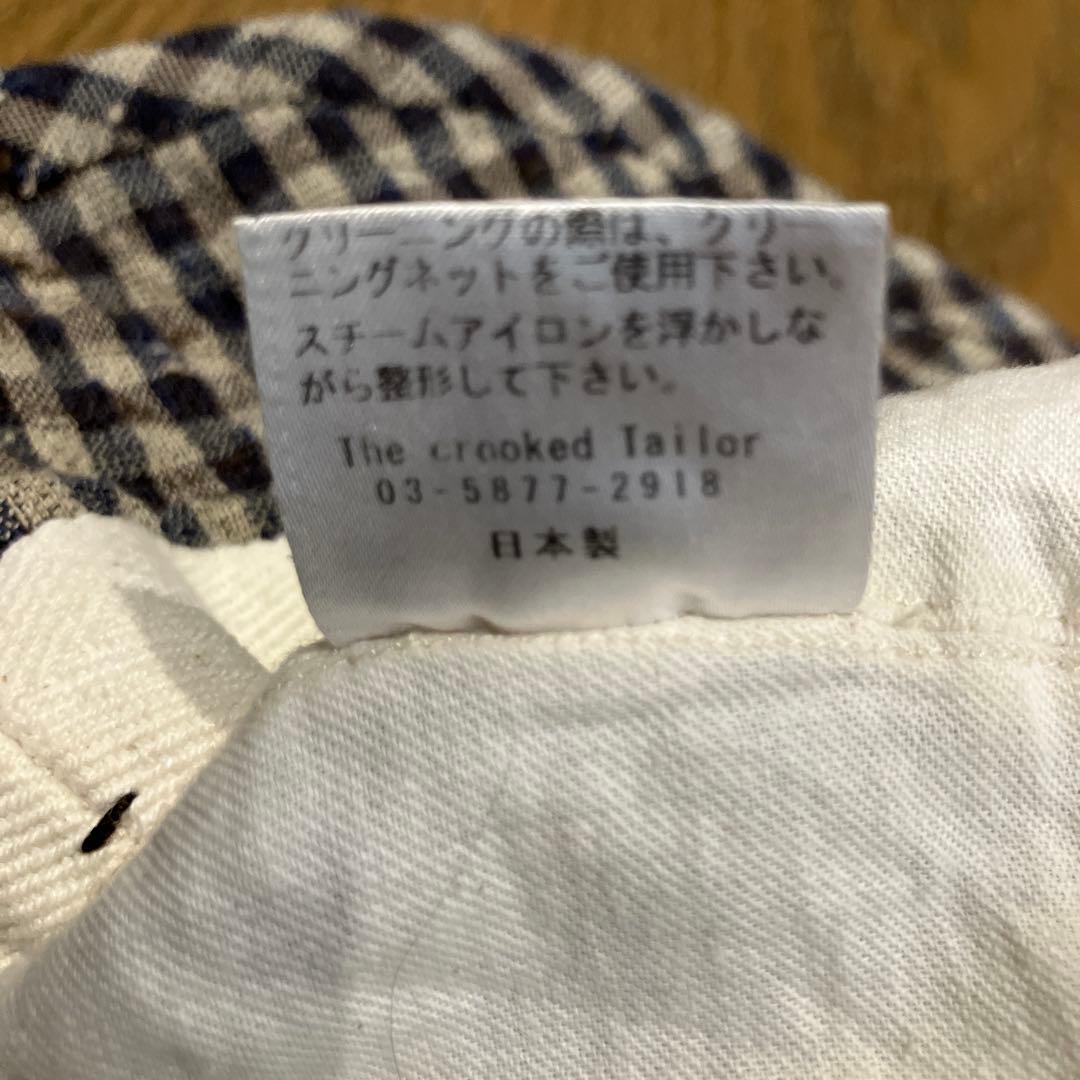 クリーニングの際は、クリー
ニングネットをご使用下さい。
スチームアイロンを浮かしな
がら整形して下さい。
The crooked Tailor
03-5877-2918
日本製